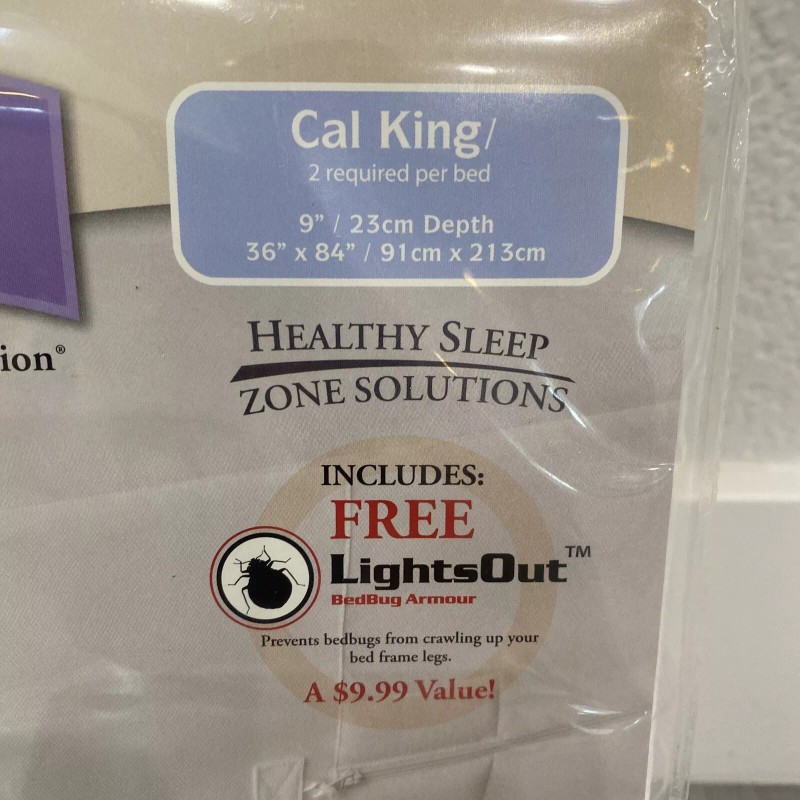 Cal King/
2 required per bed
9” / 23cm Depth
36” x 84” / 91cm x 213cm
ion®
HEALTHY SLEEP
ZONE SOLUTIONS
INCLUDES:
FREE
LightsOut™
BedBug Armour
Prevents bedbugs from crawling up your
bed frame legs.
A $9.99 Value!